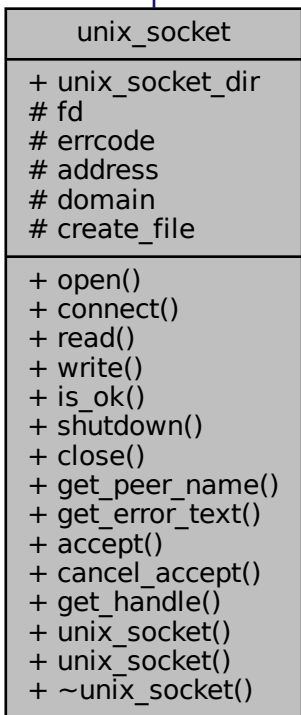 unix_socket
+ unix_socket_dir
# fd
# errcode
# address
# domain
# create_file
+ open()
+ connect()
+ read()
+ write()
+ is_ok()
+ shutdown()
+ close()
+ get_peer_name()
+ get_error_text()
+ accept()
+ cancel_accept()
+ get_handle()
+ unix_socket()
+ unix_socket()
+ ~unix_socket()